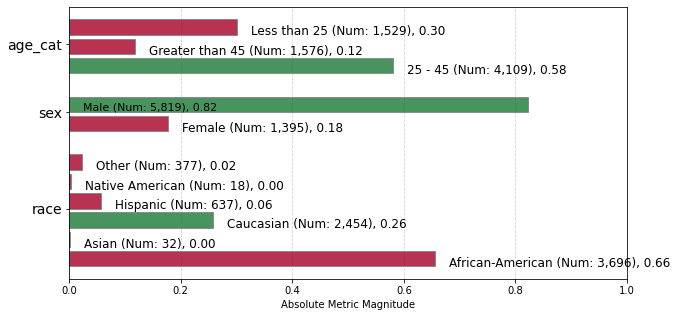 Less than 25 (Num: 1,529), 0.30
age_cat
Greater than 45 (Num: 1,576), 0.12
25 - 45 (Num: 4,109), 0.58
Male (Num: 5,819), 0.82
sex
Female (Num: 1,395), 0.18
Other (Num: 377), 0.02
Native American (Num: 18), 0.00
Hispanic (Num: 637), 0.06
race
Caucasian (Num: 2,454), 0.26
Asian (Num: 32), 0.00
African-American (Num: 3,696), 0.66
0.0 0.2 0.4 0.6 0.8 1.0
Absolute Metric Magnitude